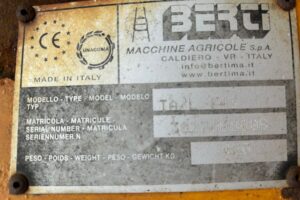 BERTI
MACCHINE AGRICOLE s.p.a.
CALDIERO - VR - ITALY
info@bertima.it
www.bertima.it
CE
UNACOMA
MADE IN ITALY
MODELLO - TYPE - MODEL - MODELO
TYP
MATRICOLA - MATRICULE
SERIAL NUMBER - MATRICULA
SERIENNUMER N.
PESO - POIDS - WEIGHT - PESO - GEWICHT KG